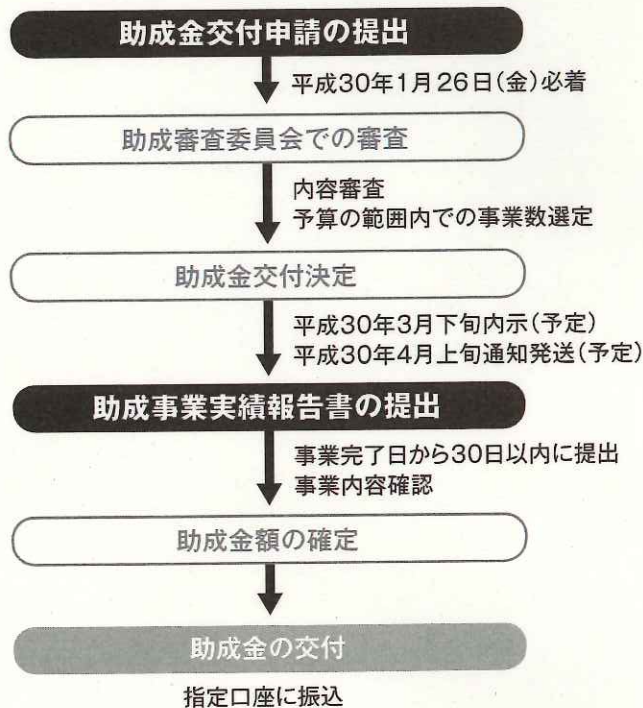 助成金交付申請の提出
平成30年1月26日(金)必着
助成審査委員会での審査
内容審査
予算の範囲内での事業数選定
助成金交付決定
平成30年3月下旬内示(予定)
平成30年4月上旬通知発送(予定)
助成事業実績報告書の提出
事業完了日から30日以内に提出
事業内容確認
助成金額の確定
助成金の交付
指定口座に振込